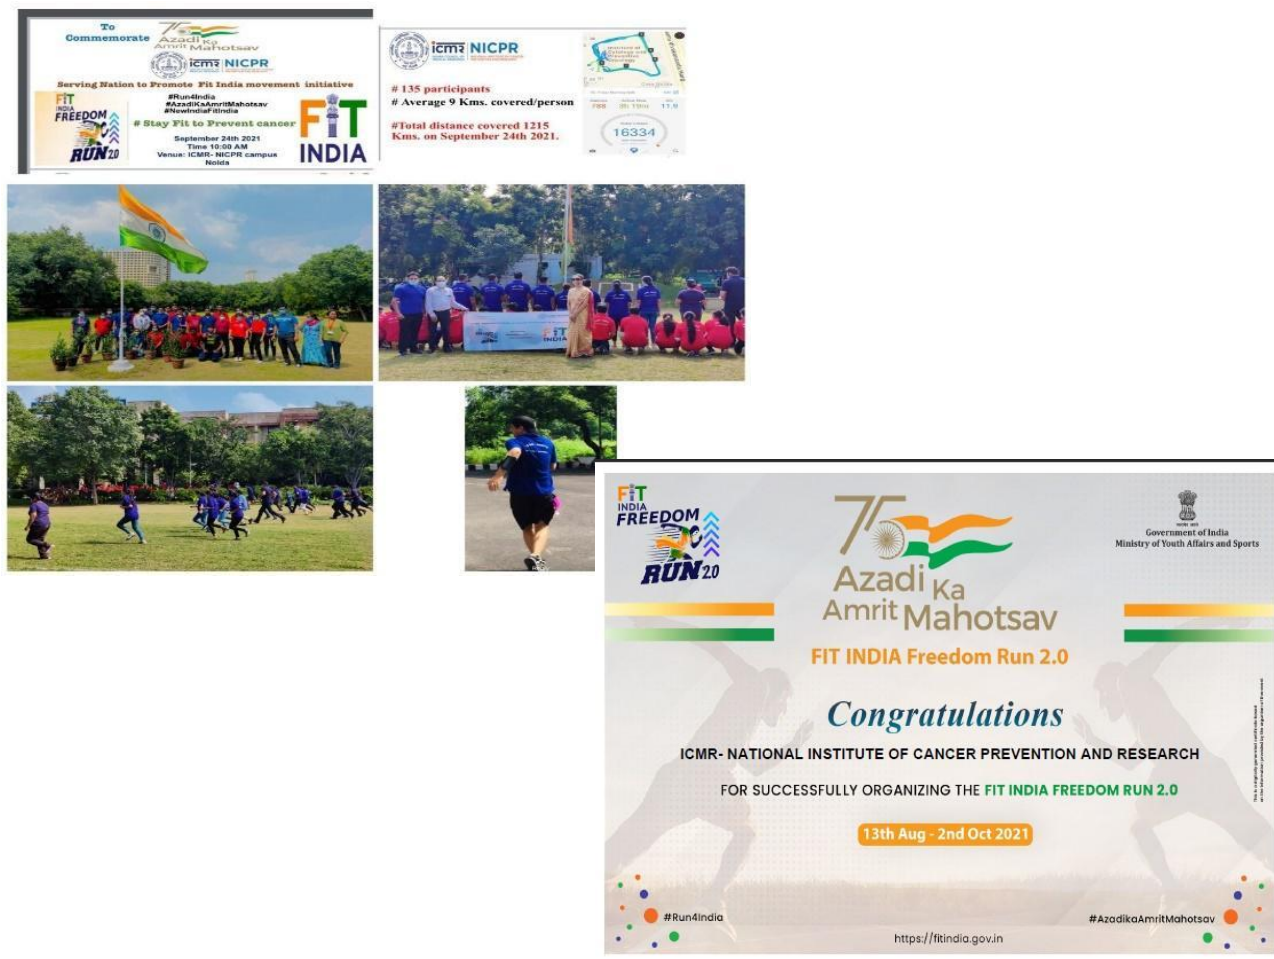 To
Commemorate
75
Azadi Ka
Amrit Mahotsav
icmr NICPR
Serving Nation to Promote Fit India movement initiative
FIT
INDIA
FREEDOM
RUN 2.0
#Run4India
#AzadiKaAmritMahotsav
#NewIndiaFitIndia
# Stay Fit to Prevent cancer
September 24th 2021
Time 10:00 AM
Venue: ICMR- NICPR campus
Noida
FIT
INDIA
icmr NICPR
# 135 participants
# Average 9 Kms. covered/person
#Total distance covered 1215
Kms. on September 24th 2021.
11.9
16334
FIT
INDIA
FIT
INDIA
FREEDOM
RUN 2.0
75
Azadi Ka
Amrit Mahotsav
Government of India
Ministry of Youth Affairs and Sports
FIT INDIA Freedom Run 2.0
Congratulations
ICMR- NATIONAL INSTITUTE OF CANCER PREVENTION AND RESEARCH
FOR SUCCESSFULLY ORGANIZING THE FIT INDIA FREEDOM RUN 2.0
13th Aug - 2nd Oct 2021
#Run4India
#AzadikaAmritMahotsav
https://fitindia.gov.in